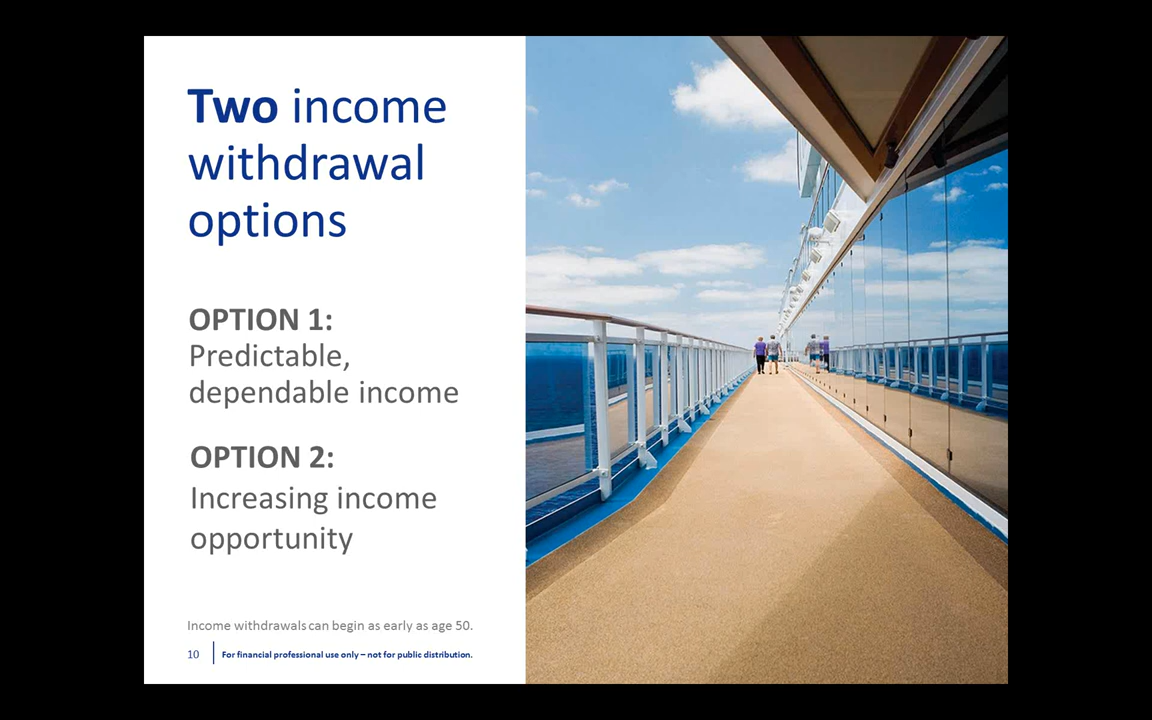 Two income
withdrawal
options
OPTION 1:
Predictable,
dependable income
OPTION 2:
Increasing income
opportunity
Income withdrawals can begin as early as age 50.
10 For financial professional use only – not for public distribution.